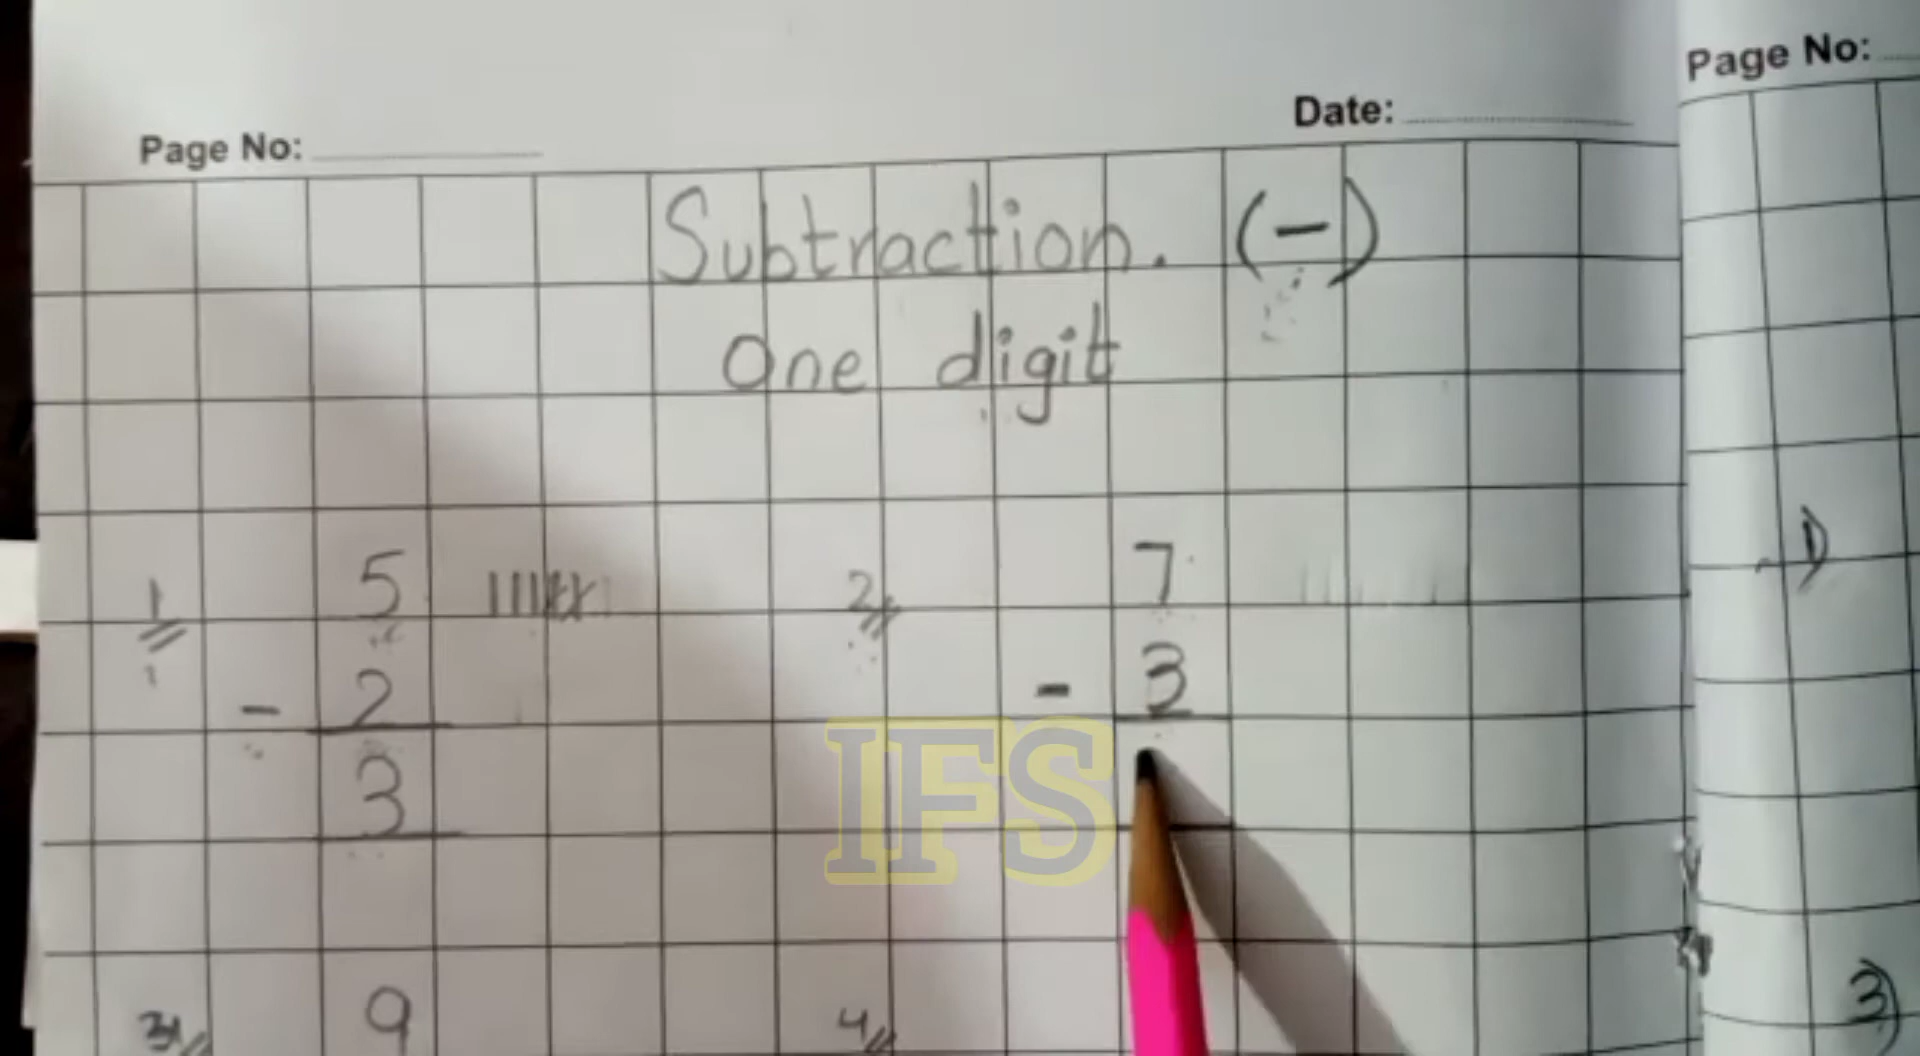 Page No:
Date:
Page No:
Subtraction. (-)
One digit
1
5
- 2
3
2
7
- 3
IFS
1)
3
9
4
3)